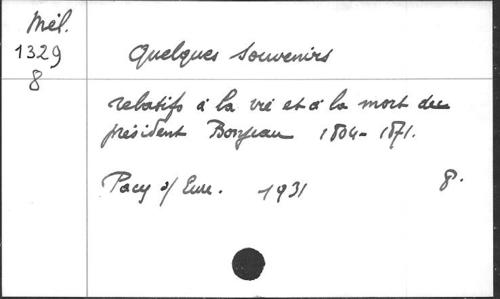 Mél.
1329
8
Quelques souvenirs
relatifs à la vie et à la mort du
président Bonjean 1804-1871.
Pacy s/ Eure. 1931 8.